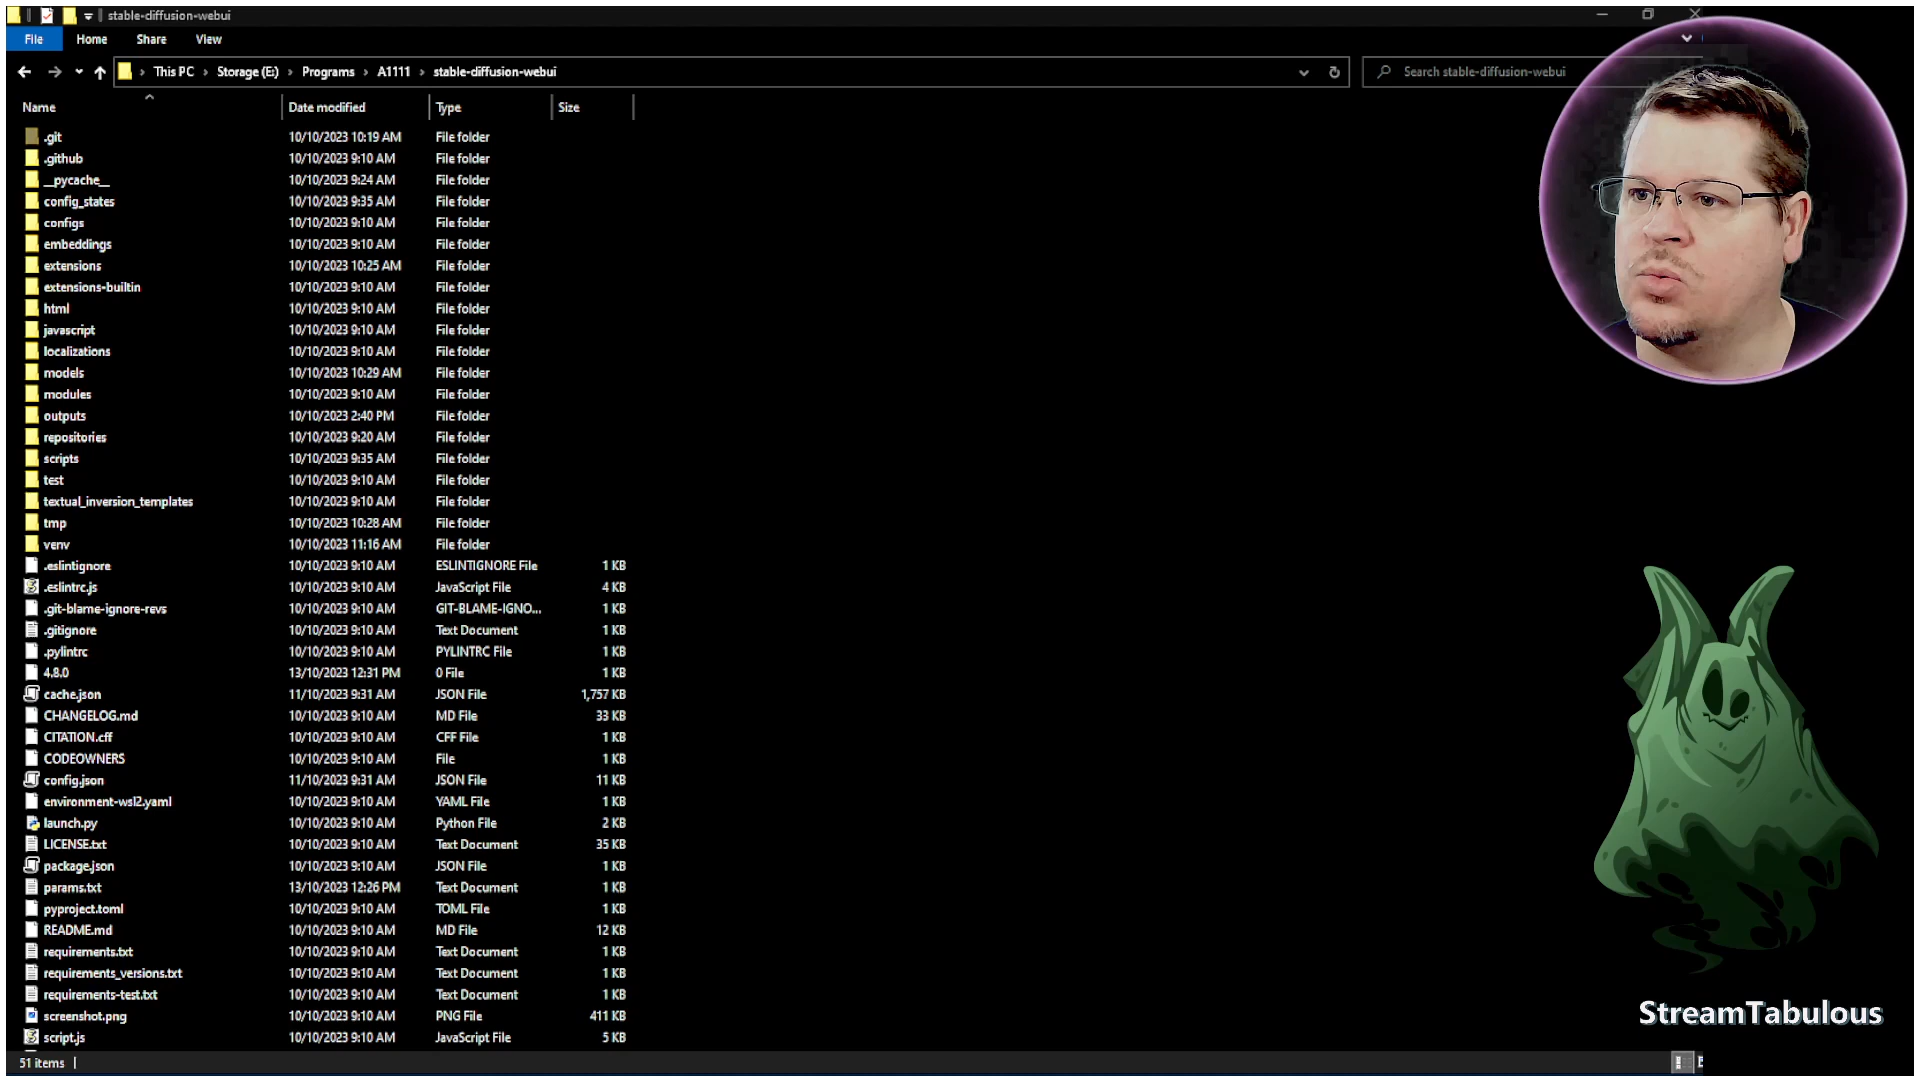 stable-diffusion-webui
File Home Share View
This PC › Storage (E:) › Programs › A1111 › stable-diffusion-webui
Search stable-diffusion-webui
Name Date modified Type Size
.git 10/10/2023 10:19 AM File folder
.github 10/10/2023 9:10 AM File folder
__pycache__ 10/10/2023 9:24 AM File folder
config_states 10/10/2023 9:35 AM File folder
configs 10/10/2023 9:10 AM File folder
embeddings 10/10/2023 9:10 AM File folder
extensions 10/10/2023 10:25 AM File folder
extensions-builtin 10/10/2023 9:10 AM File folder
html 10/10/2023 9:10 AM File folder
javascript 10/10/2023 9:10 AM File folder
localizations 10/10/2023 9:10 AM File folder
models 10/10/2023 10:29 AM File folder
modules 10/10/2023 9:10 AM File folder
outputs 10/10/2023 2:40 PM File folder
repositories 10/10/2023 9:20 AM File folder
scripts 10/10/2023 9:35 AM File folder
test 10/10/2023 9:10 AM File folder
textual_inversion_templates 10/10/2023 9:10 AM File folder
tmp 10/10/2023 10:28 AM File folder
venv 10/10/2023 11:16 AM File folder
.eslintignore 10/10/2023 9:10 AM ESLINTIGNORE File 1 KB
.eslintrc.js 10/10/2023 9:10 AM JavaScript File 4 KB
.git-blame-ignore-revs 10/10/2023 9:10 AM GIT-BLAME-IGNO... 1 KB
.gitignore 10/10/2023 9:10 AM Text Document 1 KB
.pylintrc 10/10/2023 9:10 AM PYLINTRC File 1 KB
4.8.0 13/10/2023 12:31 PM 0 File 1 KB
cache.json 11/10/2023 9:31 AM JSON File 1,757 KB
CHANGELOG.md 10/10/2023 9:10 AM MD File 33 KB
CITATION.cff 10/10/2023 9:10 AM CFF File 1 KB
CODEOWNERS 10/10/2023 9:10 AM File 1 KB
config.json 11/10/2023 9:31 AM JSON File 11 KB
environment-wsl2.yaml 10/10/2023 9:10 AM YAML File 1 KB
launch.py 10/10/2023 9:10 AM Python File 2 KB
LICENSE.txt 10/10/2023 9:10 AM Text Document 35 KB
package.json 10/10/2023 9:10 AM JSON File 1 KB
params.txt 13/10/2023 12:26 PM Text Document 1 KB
pyproject.toml 10/10/2023 9:10 AM TOML File 1 KB
README.md 10/10/2023 9:10 AM MD File 12 KB
requirements.txt 10/10/2023 9:10 AM Text Document 1 KB
requirements_versions.txt 10/10/2023 9:10 AM Text Document 1 KB
requirements-test.txt 10/10/2023 9:10 AM Text Document 1 KB
screenshot.png 10/10/2023 9:10 AM PNG File 411 KB
script.js 10/10/2023 9:10 AM JavaScript File 5 KB
51 items
StreamTabulous